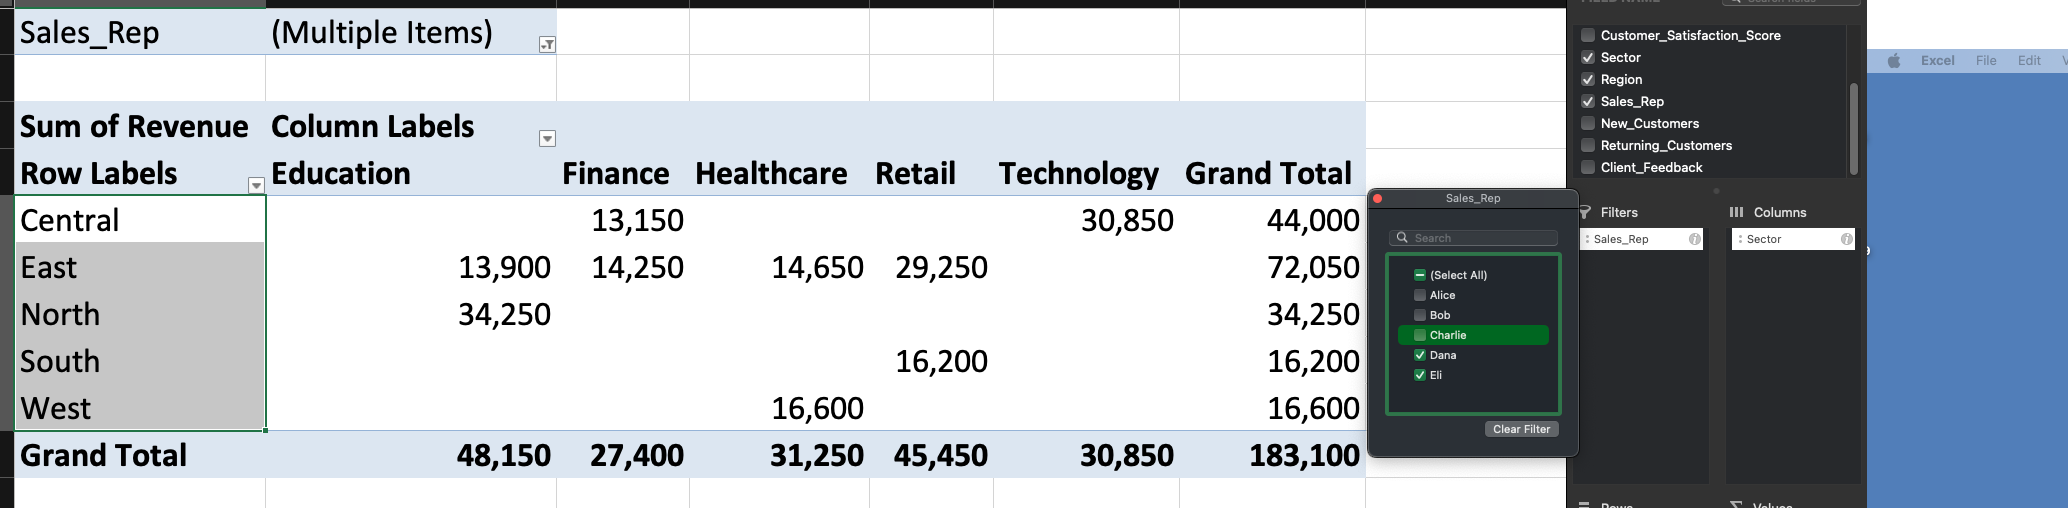 Sales_Rep (Multiple Items)
Sum of Revenue Column Labels
Row Labels Education Finance Healthcare Retail Technology Grand Total
Central 13,150 30,850 44,000
East 13,900 14,250 14,650 29,250 72,050
North 34,250 34,250
South 16,200 16,200
West 16,600 16,600
Grand Total 48,150 27,400 31,250 45,450 30,850 183,100
Sales_Rep
Search
(Select All)
Alice
Bob
Charlie
Dana
Eli
Clear Filter
Search fields
Customer_Satisfaction_Score
Sector
Region
Sales_Rep
New_Customers
Returning_Customers
Client_Feedback
Filters Columns
Sales_Rep Sector
Rows Values
Excel File Edit